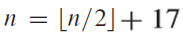 n = ⌊n/2⌋ + 17